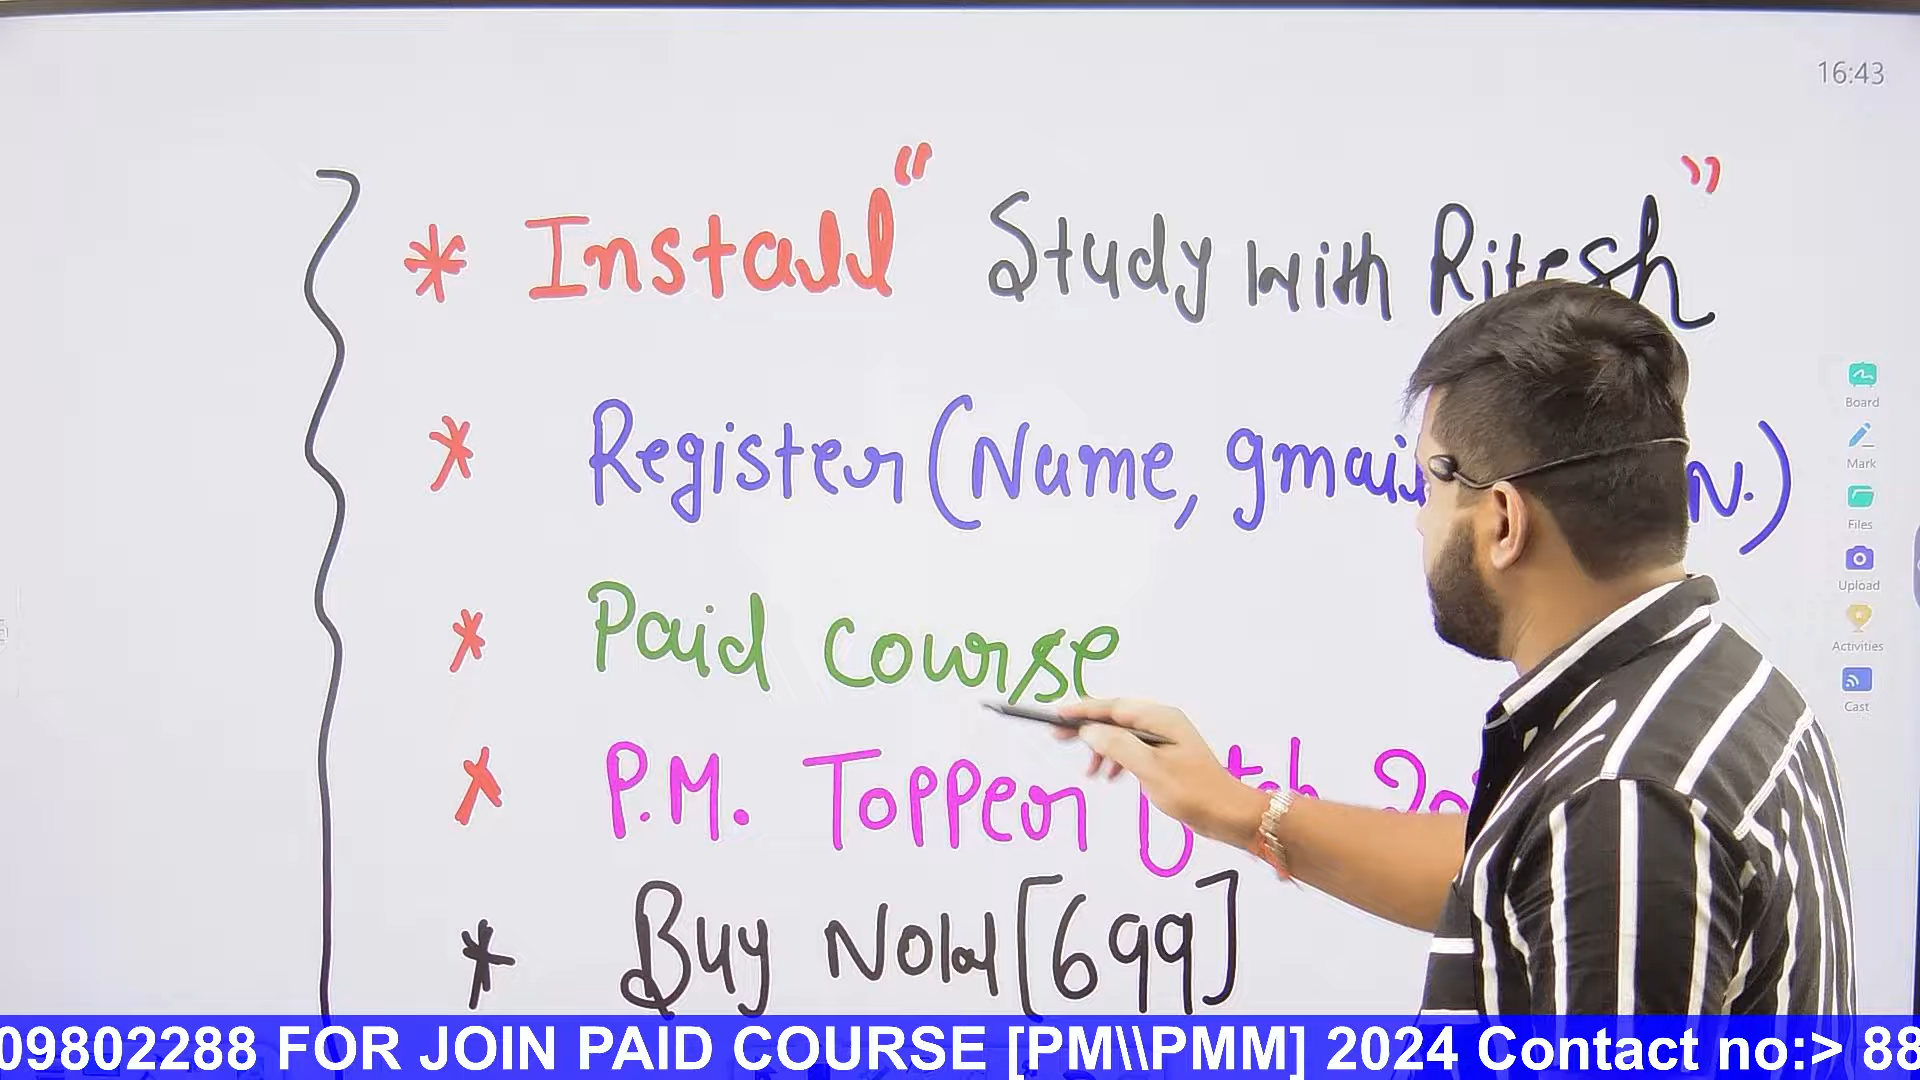 16:43
* Install “ Study with Ritesh ”
* Register (Name, gmail N.)
* Paid course
* P.M. Topper
* Buy Now [699]
Board
Mark
Files
Upload
Activities
Cast
09802288 FOR JOIN PAID COURSE [PM\\PMM] 2024 Contact no:> 88